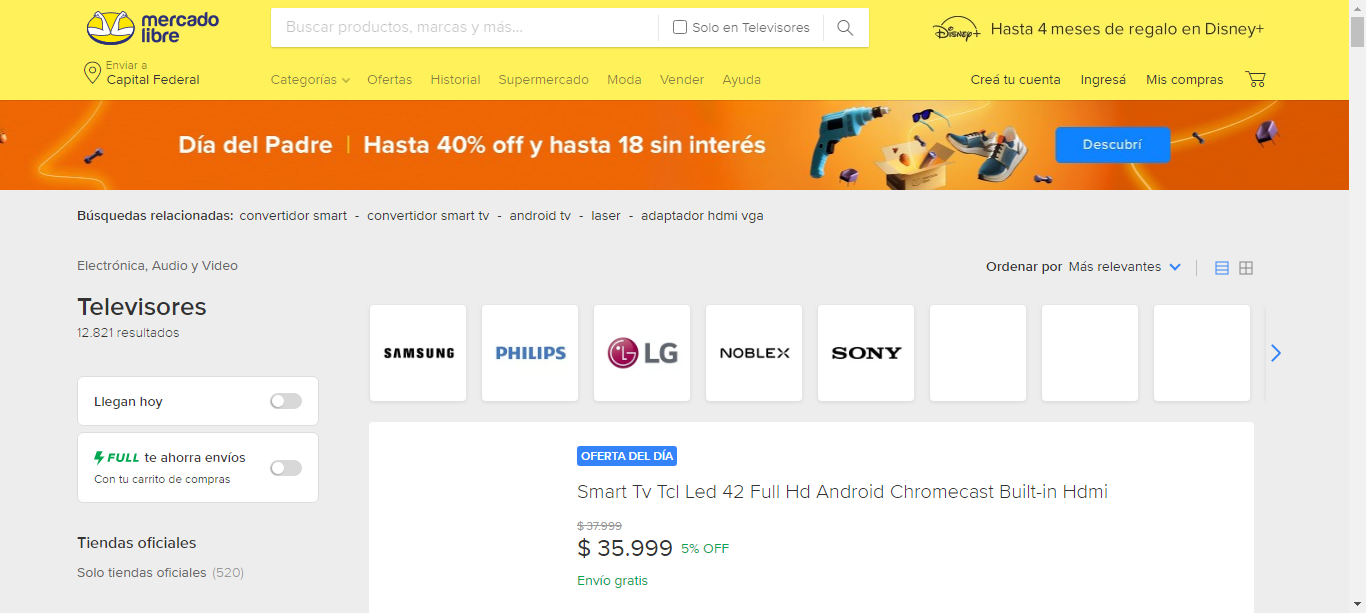 mercado
libre
Buscar productos, marcas y más...
Solo en Televisores
Disney+
Hasta 4 meses de regalo en Disney+
Enviar a
Capital Federal
Categorías
Ofertas
Historial
Supermercado
Moda
Vender
Ayuda
Creá tu cuenta
Ingresá
Mis compras
Día del Padre | Hasta 40% off y hasta 18 sin interés
Descubrí
Búsquedas relacionadas: convertidor smart - convertidor smart tv - android tv - laser - adaptador hdmi vga
Electrónica, Audio y Video
Ordenar por Más relevantes
Televisores
12.821 resultados
SAMSUNG
PHILIPS
LG
NOBLEX
SONY
Llegan hoy
FULL te ahorra envíos
Con tu carrito de compras
Tiendas oficiales
Solo tiendas oficiales (520)
OFERTA DEL DÍA
Smart Tv Tcl Led 42 Full Hd Android Chromecast Built-in Hdmi
$ 37.999
$ 35.999 5% OFF
Envío gratis